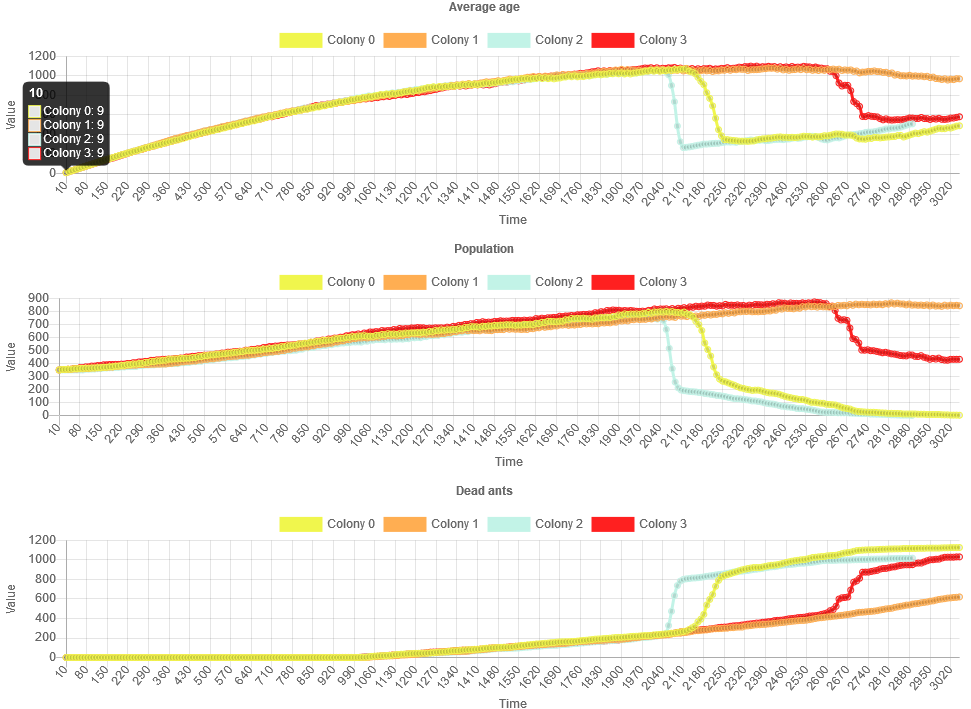 Average age
Colony 0 Colony 1 Colony 2 Colony 3
1200
1000
0
Value
10
Colony 0: 9
Colony 1: 9
Colony 2: 9
Colony 3: 9
10 80 150 220 290 360 430 500 570 640 710 780 850 920 990 1060 1130 1200 1270 1340 1410 1480 1550 1620 1690 1760 1830 1900 1970 2040 2110 2180 2250 2320 2390 2460 2530 2600 2670 2740 2810 2880 2950 3020
Time
Population
Colony 0 Colony 1 Colony 2 Colony 3
900
800
700
600
500
400
300
200
100
0
Value
10 80 150 220 290 360 430 500 570 640 710 780 850 920 990 1060 1130 1200 1270 1340 1410 1480 1550 1620 1690 1760 1830 1900 1970 2040 2110 2180 2250 2320 2390 2460 2530 2600 2670 2740 2810 2880 2950 3020
Time
Dead ants
Colony 0 Colony 1 Colony 2 Colony 3
1200
1000
800
600
400
200
0
Value
10 80 150 220 290 360 430 500 570 640 710 780 850 920 990 1060 1130 1200 1270 1340 1410 1480 1550 1620 1690 1760 1830 1900 1970 2040 2110 2180 2250 2320 2390 2460 2530 2600 2670 2740 2810 2880 2950 3020
Time